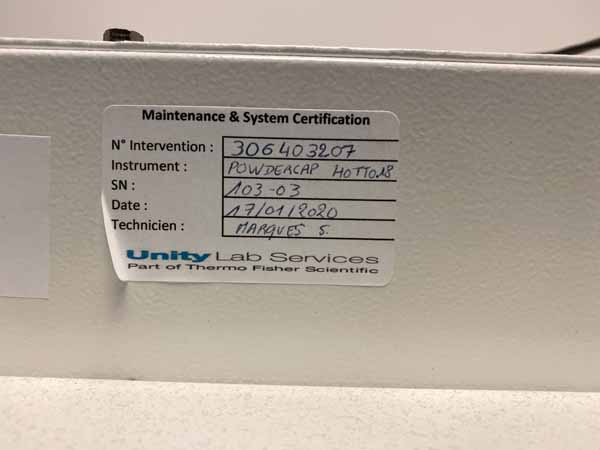 Maintenance & System Certification
N° Intervention : 306403207
Instrument : POWDERCAP HOTTO18
SN : 103-03
Date : 17/01/2020
Technicien : MARQUES S.
Unity Lab Services
Part of Thermo Fisher Scientific